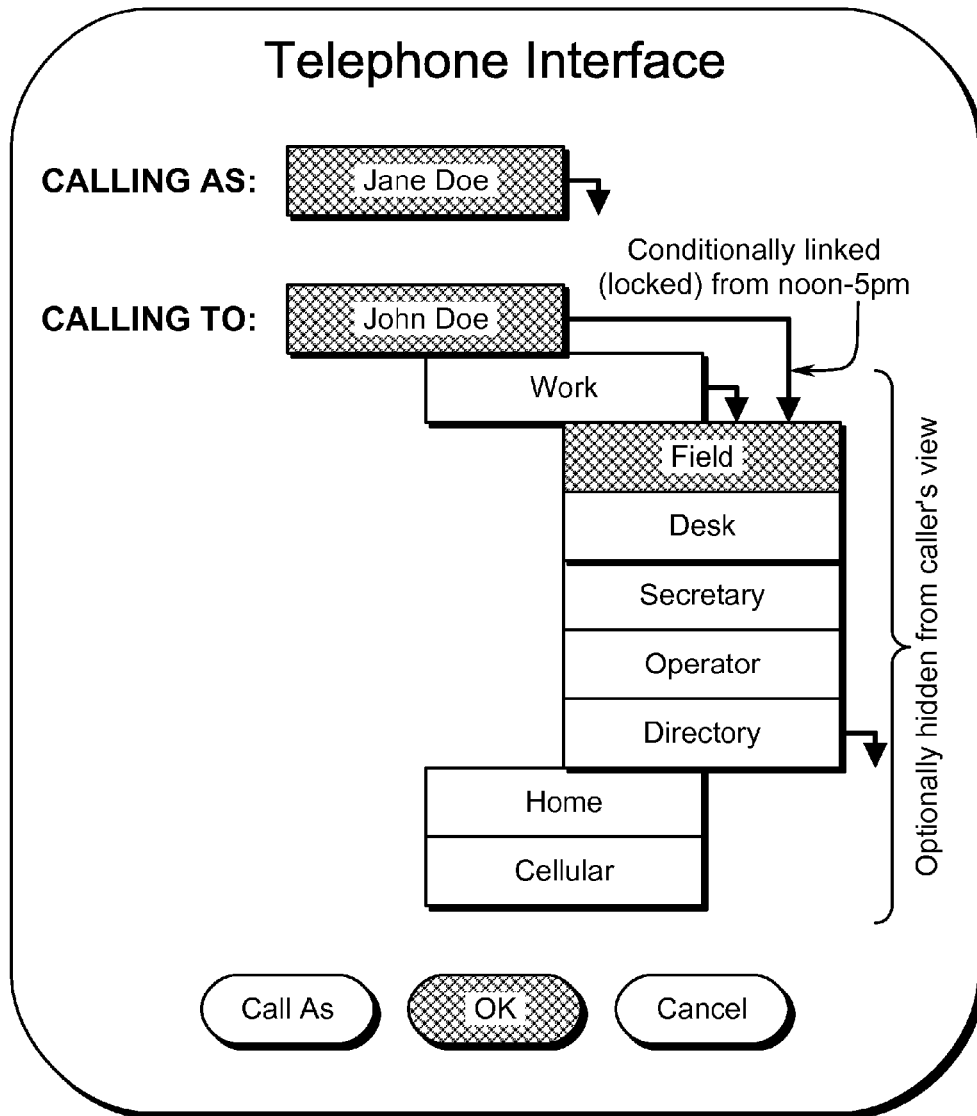 Telephone Interface
CALLING AS:
Jane Doe
Conditionally linked
(locked) from noon-5pm
CALLING TO:
John Doe
Work
Field
Desk
Secretary
Operator
Directory
Home
Cellular
Optionally hidden from caller's view
Call As
OK
Cancel